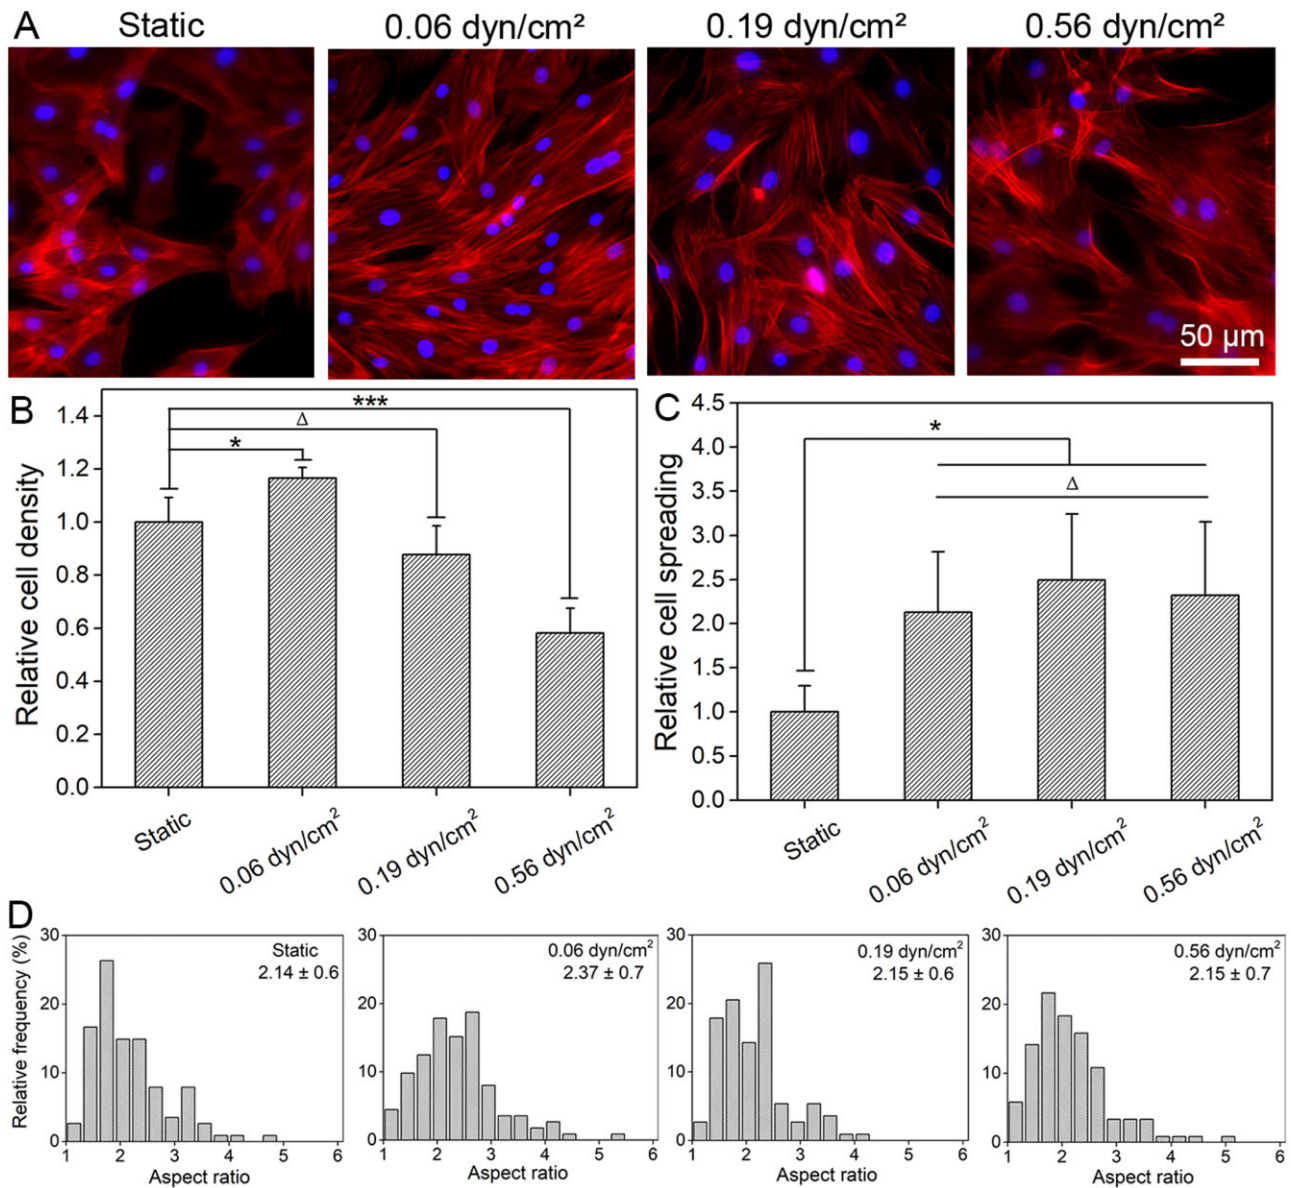 A
Static
0.06 dyn/cm²
0.19 dyn/cm²
0.56 dyn/cm²
50 µm
B
Relative cell density
1.4
1.2
1.0
0.8
0.6
0.4
0.2
0.0
***
Δ
*
Static
0.06 dyn/cm²
0.19 dyn/cm²
0.56 dyn/cm²
C
Relative cell spreading
4.5
4.0
3.5
3.0
2.5
2.0
1.5
1.0
0.5
0.0
*
Δ
Static
0.06 dyn/cm²
0.19 dyn/cm²
0.56 dyn/cm²
D
Relative frequency (%)
30
20
10
0
Static
2.14 ± 0.6
1 2 3 4 5 6
Aspect ratio
30
20
10
0
0.06 dyn/cm²
2.37 ± 0.7
1 2 3 4 5 6
Aspect ratio
30
20
10
0
0.19 dyn/cm²
2.15 ± 0.6
1 2 3 4 5 6
Aspect ratio
30
20
10
0
0.56 dyn/cm²
2.15 ± 0.7
1 2 3 4 5 6
Aspect ratio